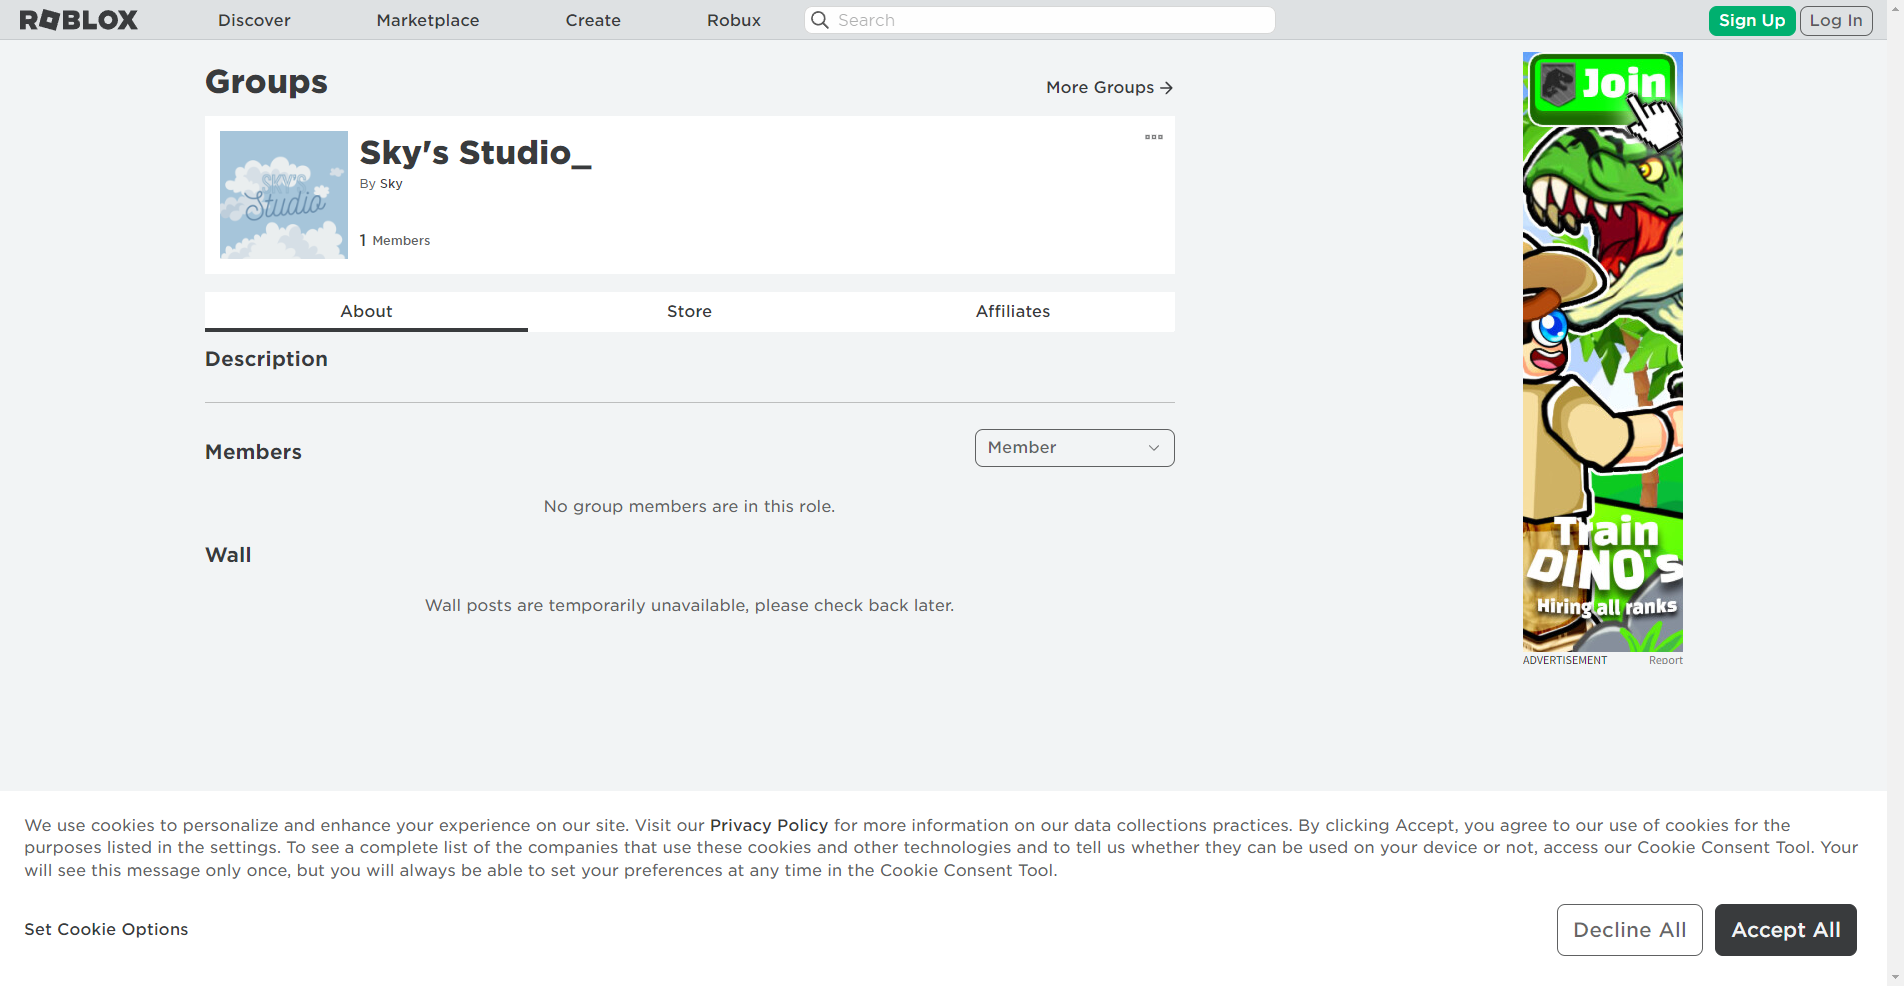 ROBLOX
Discover
Marketplace
Create
Robux
Search
Sign Up
Log In
Groups
More Groups
SKY'S
Studio
Sky's Studio_
By Sky
1 Members
About
Store
Affiliates
Description
Members
Member
No group members are in this role.
Wall
Wall posts are temporarily unavailable, please check back later.
Join
Train
DINO's
Hiring all ranks
ADVERTISEMENT
Report
We use cookies to personalize and enhance your experience on our site. Visit our Privacy Policy for more information on our data collections practices. By clicking Accept, you agree to our use of cookies for the
purposes listed in the settings. To see a complete list of the companies that use these cookies and other technologies and to tell us whether they can be used on your device or not, access our Cookie Consent Tool. Your
will see this message only once, but you will always be able to set your preferences at any time in the Cookie Consent Tool.
Set Cookie Options
Decline All
Accept All